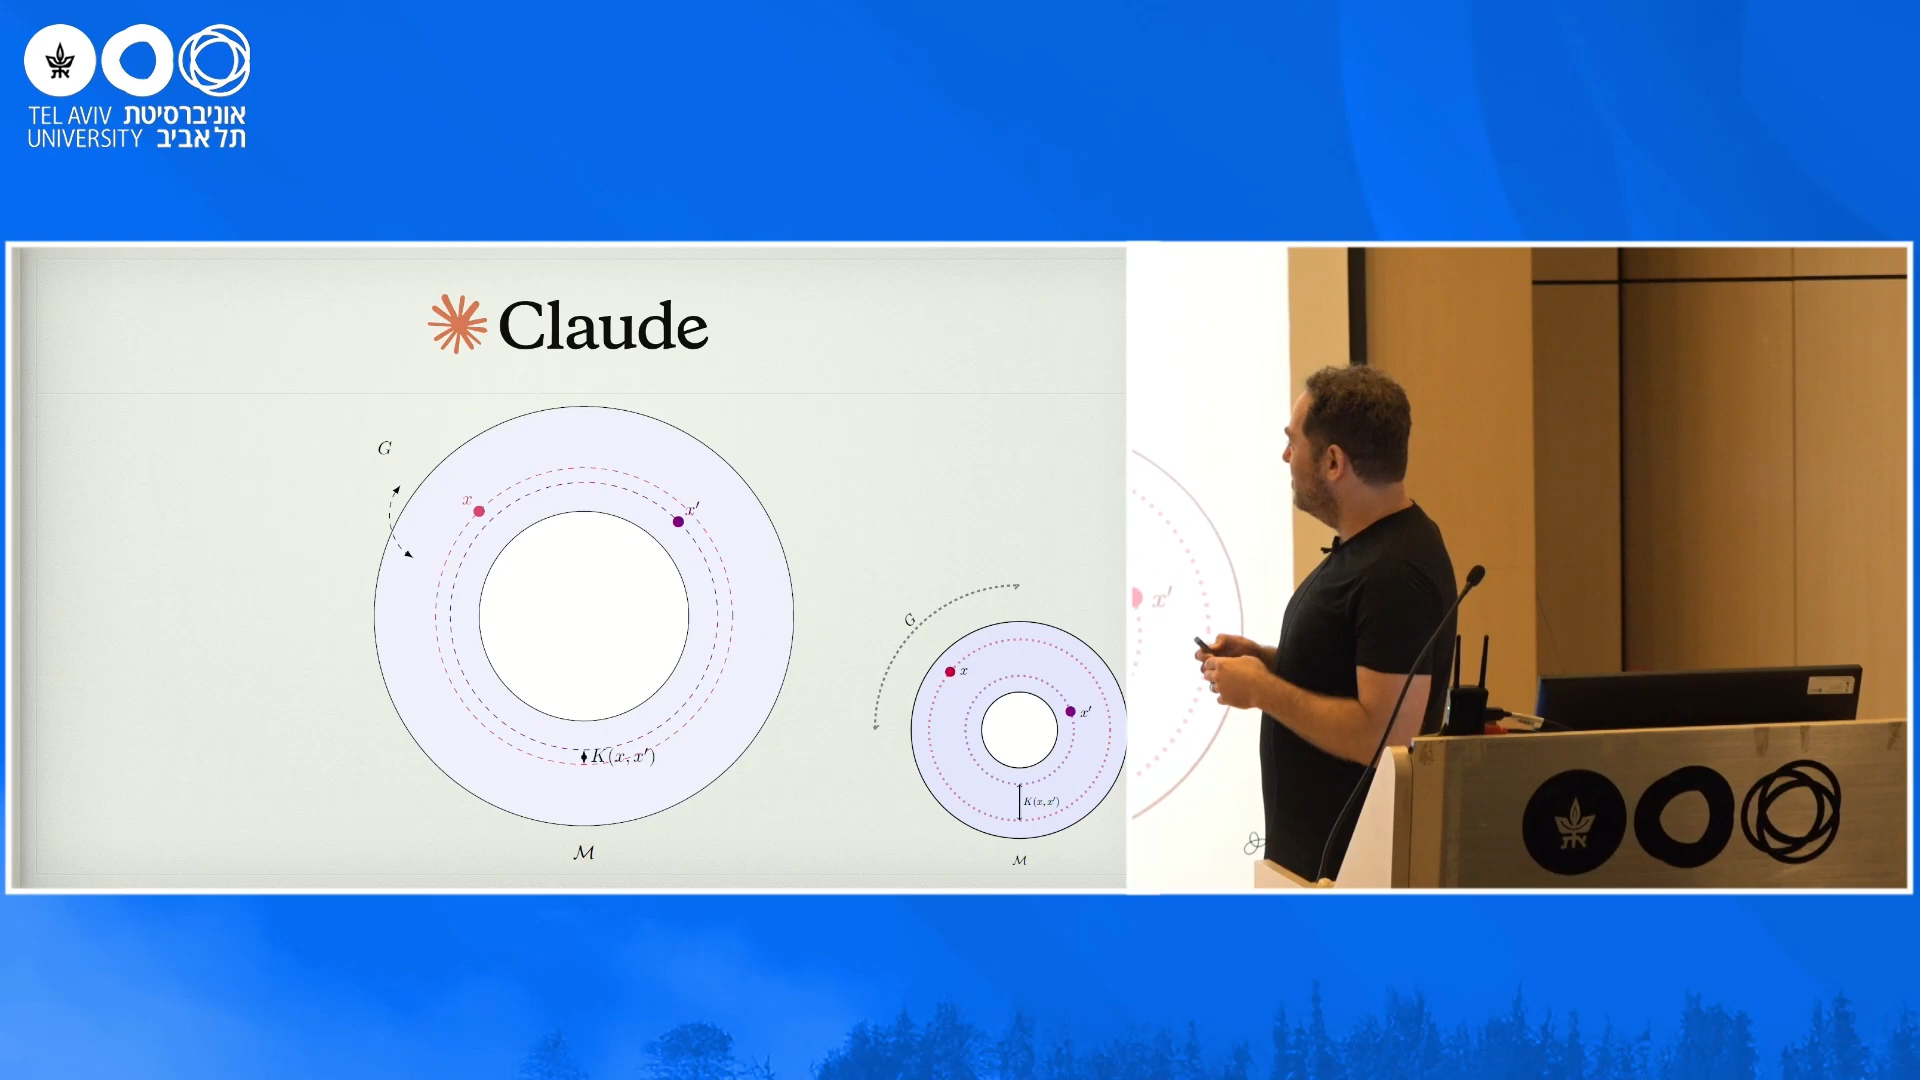 TEL AVIV אוניברסיטת
UNIVERSITY תל אביב
Claude
G
x
x′
K(x, x′)
M
G
x
x′
K(x, x′)
M
x′